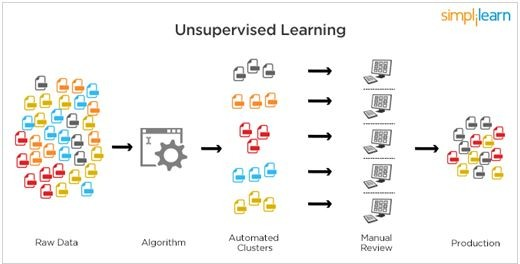 simplilearn
Unsupervised Learning
Raw Data
Algorithm
Automated
Clusters
Manual
Review
Production